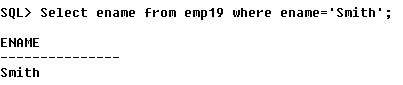 SQL> Select ename from emp19 where ename='Smith';
ENAME
---------------
Smith